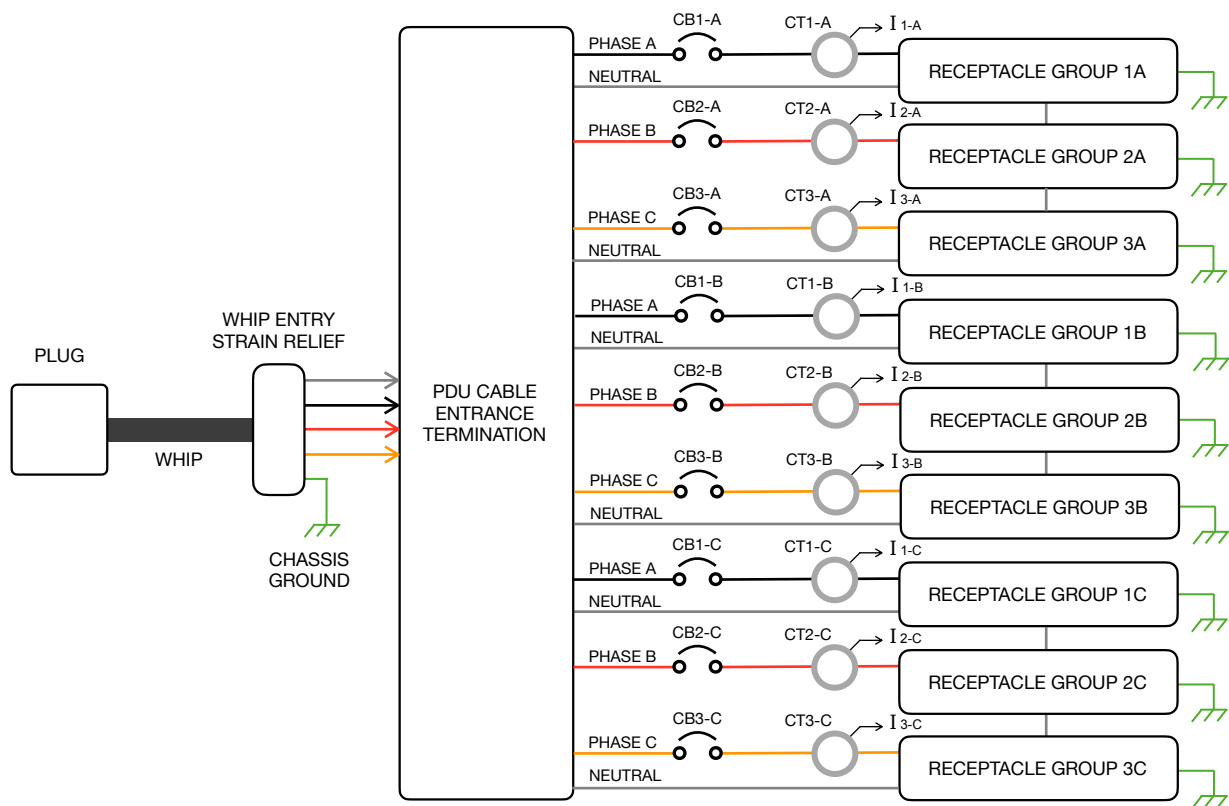 PLUG
WHIP
WHIP ENTRY
STRAIN RELIEF
CHASSIS
GROUND
PDU CABLE
ENTRANCE
TERMINATION
PHASE A
CB1-A
CT1-A
I 1-A
NEUTRAL
RECEPTACLE GROUP 1A
PHASE B
CB2-A
CT2-A
I 2-A
RECEPTACLE GROUP 2A
PHASE C
CB3-A
CT3-A
I 3-A
NEUTRAL
RECEPTACLE GROUP 3A
PHASE A
CB1-B
CT1-B
I 1-B
NEUTRAL
RECEPTACLE GROUP 1B
PHASE B
CB2-B
CT2-B
I 2-B
RECEPTACLE GROUP 2B
PHASE C
CB3-B
CT3-B
I 3-B
NEUTRAL
RECEPTACLE GROUP 3B
PHASE A
CB1-C
CT1-C
I 1-C
NEUTRAL
RECEPTACLE GROUP 1C
PHASE B
CB2-C
CT2-C
I 2-C
RECEPTACLE GROUP 2C
PHASE C
CB3-C
CT3-C
I 3-C
NEUTRAL
RECEPTACLE GROUP 3C